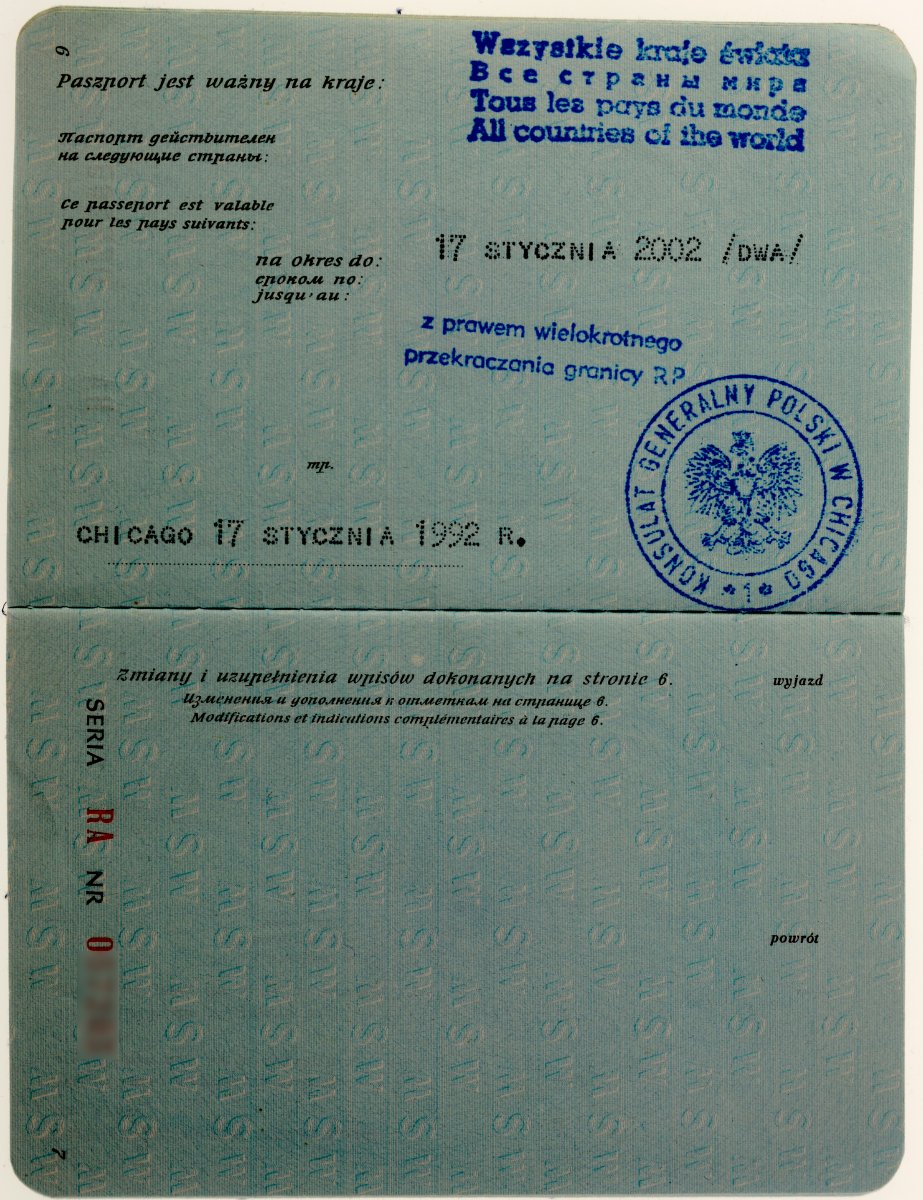 6
Paszport jest ważny na kraje:
Паспорт действителен
на следующие страны:
Ce passeport est valable
pour les pays suivants:
na okres do:
сроком по:
jusqu'au:
Wszystkie kraje świata
Все страны мира
Tous les pays du monde
All countries of the world
17 STYCZNIA 2002 /DWA/
z prawem wielokrotnego
przekraczania granicy RP
mp.
KONSULAT GENERALNY POLSKI W CHICAGO
* 1 *
CHICAGO 17 STYCZNIA 1992 R.
Zmiany i uzupełnienia wpisów dokonanych na stronie 6.
Изменения и дополнения к отметкам на странице 6.
Modifications et indications complémentaires à la page 6.
wyjazd
powrót
SERIA RA NR 0
7